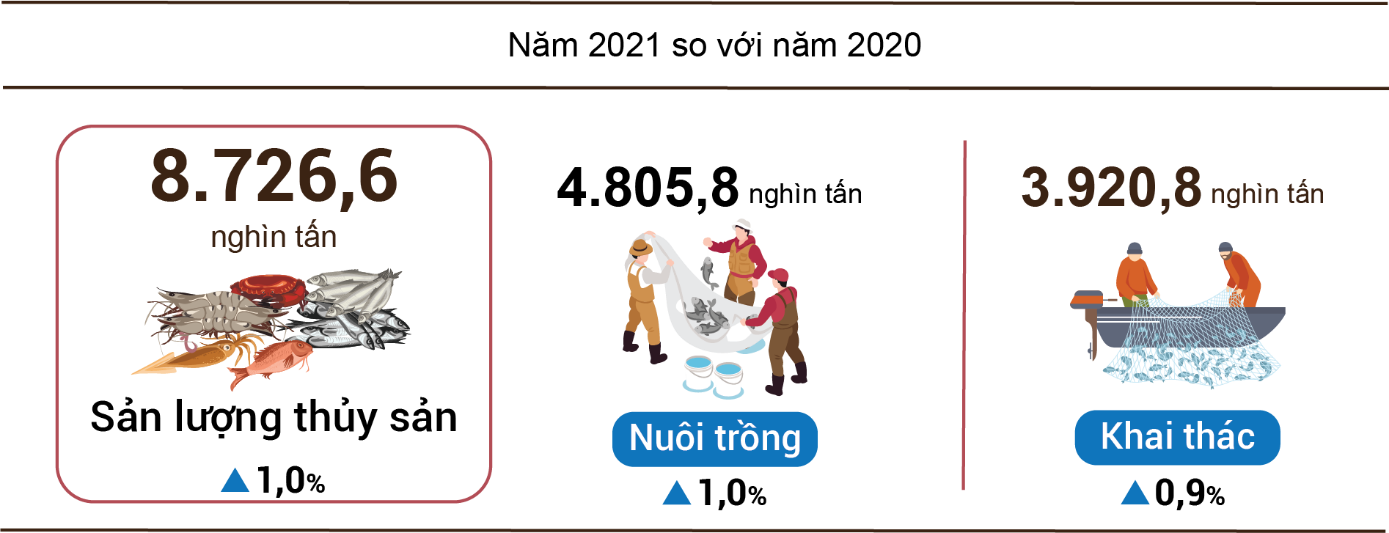 Năm 2021 so với năm 2020
8.726,6
nghìn tấn
Sản lượng thủy sản
▲ 1,0%
4.805,8 nghìn tấn
Nuôi trồng
▲ 1,0%
3.920,8 nghìn tấn
Khai thác
▲ 0,9%